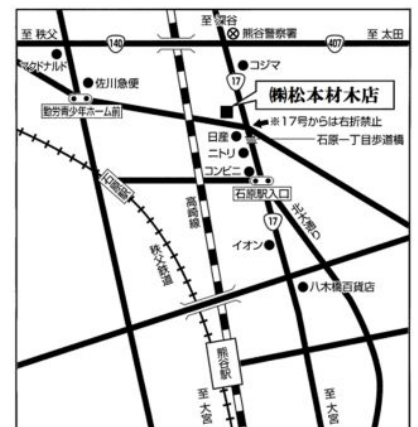 至 深谷
至 秩父
熊谷警察署
至 太田
140
407
マクドナルド
コジマ
17
佐川急便
㈱松本材木店
勤労青少年ホーム前
※17号からは右折禁止
日産
石原一丁目歩道橋
ニトリ
コンビニ
石原駅
石原駅入口
高崎線
17
北大通り
秩父鉄道
イオン
八木橋百貨店
熊谷駅
至 大宮
至 大宮